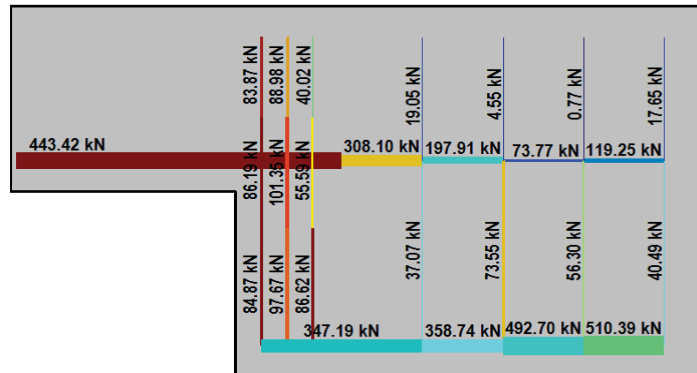 83.87 kN
88.98 kN
40.02 kN
19.05 kN
4.55 kN
0.77 kN
17.65 kN
443.42 kN
308.10 kN
197.91 kN
73.77 kN
119.25 kN
86.19 kN
101.35 kN
55.59 kN
84.87 kN
97.67 kN
86.62 kN
37.07 kN
73.55 kN
56.30 kN
40.49 kN
347.19 kN
358.74 kN
492.70 kN
510.39 kN